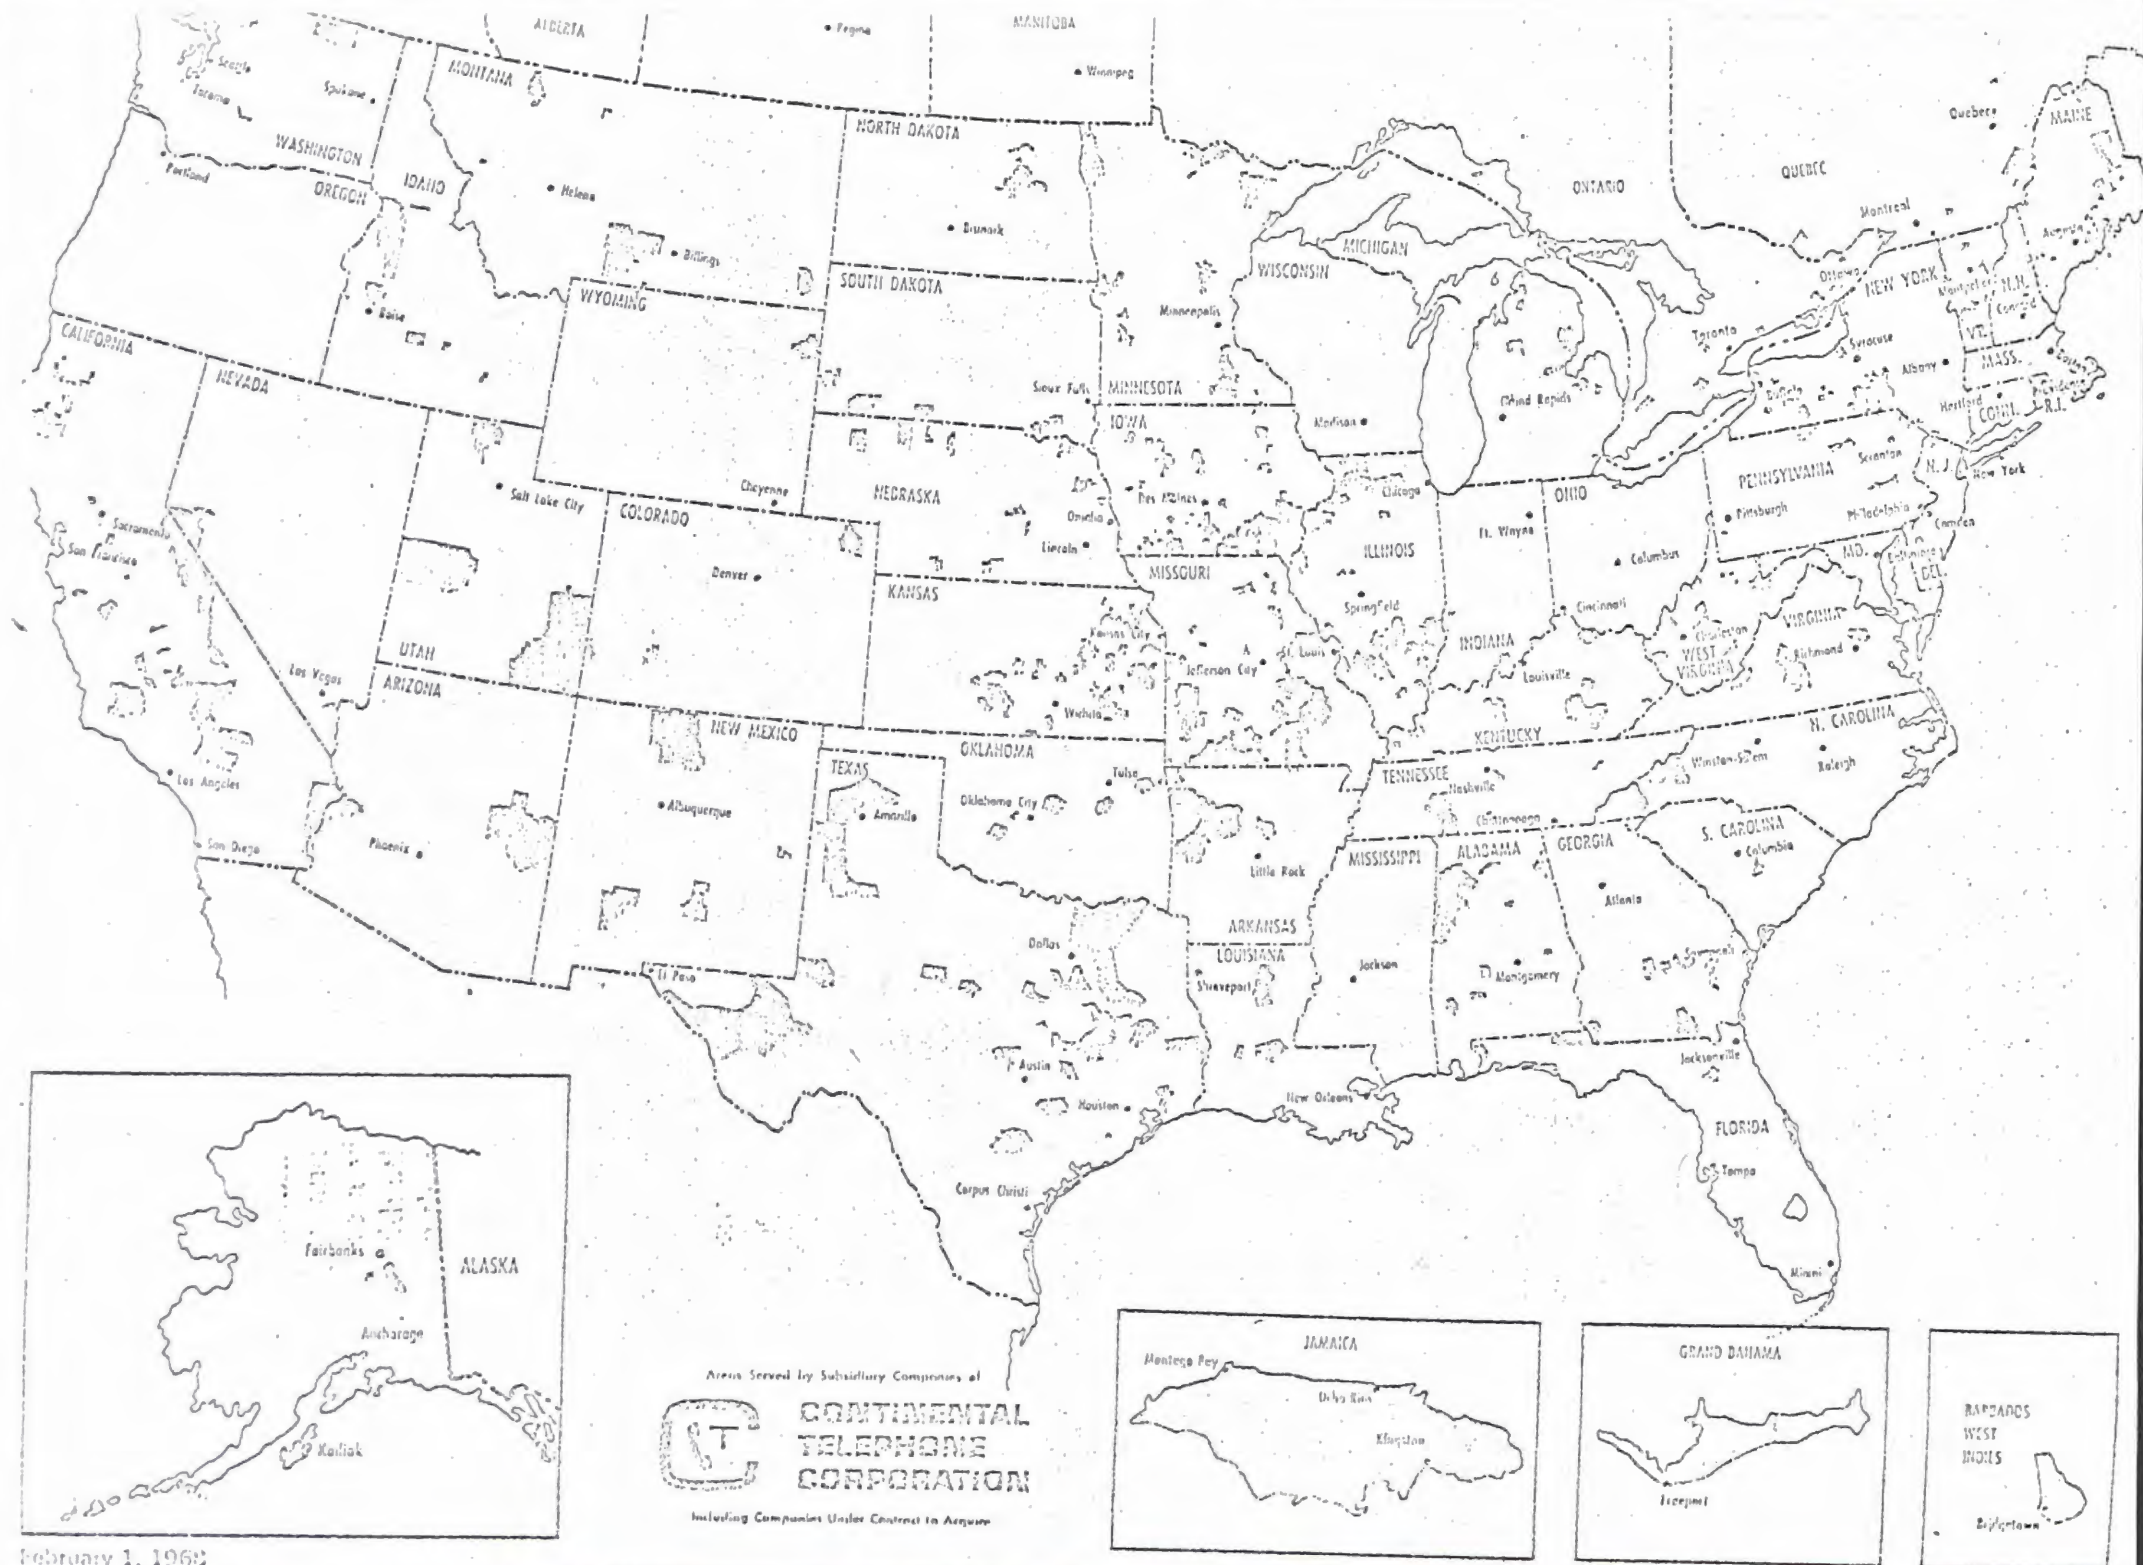 ALBERTA
Regina
MANITOBA
Winnipeg
Seattle
Tacoma
Spokane
WASHINGTON
MONTANA
Helena
Billings
IDAHO
Boise
Portland
OREGON
NORTH DAKOTA
Bismark
SOUTH DAKOTA
Sioux Falls
Minneapolis
MINNESOTA
WISCONSIN
Madison
MICHIGAN
Grand Rapids
ONTARIO
Toronto
Ottawa
QUEBEC
Quebec
Montreal
MAINE
Augusta
NEW YORK
Syracuse
Buffalo
Albany
Montpelier
VT.
N.H.
Concord
MASS.
Boston
Hartford
CONN.
Providence
R.I.
New York
N.J.
Camden
PENNSYLVANIA
Scranton
Pittsburgh
Philadelphia
MD.
Baltimore
DEL.
CALIFORNIA
Sacramento
San Francisco
Los Angeles
San Diego
NEVADA
Las Vegas
UTAH
Salt Lake City
WYOMING
Cheyenne
COLORADO
Denver
NEBRASKA
Omaha
Lincoln
IOWA
Des Moines
KANSAS
Kansas City
Wichita
MISSOURI
Jefferson City
St. Louis
ILLINOIS
Chicago
Springfield
INDIANA
Ft. Wayne
OHIO
Columbus
Cincinnati
WEST
VIRGINIA
Charleston
VIRGINIA
Richmond
KENTUCKY
Louisville
ARIZONA
Phoenix
NEW MEXICO
Albuquerque
OKLAHOMA
Tulsa
Oklahoma City
TEXAS
Amarillo
El Paso
Dallas
Austin
Houston
Corpus Christi
ARKANSAS
Little Rock
LOUISIANA
Shreveport
New Orleans
TENNESSEE
Nashville
Chattanooga
MISSISSIPPI
Jackson
ALABAMA
Montgomery
GEORGIA
Atlanta
Savannah
N. CAROLINA
Winston-Salem
Raleigh
S. CAROLINA
Columbia
FLORIDA
Jacksonville
Tampa
Miami
ALASKA
Fairbanks
Anchorage
Kodiak
JAMAICA
Montego Bay
Ocho Rios
Kingston
GRAND BAHAMA
Freeport
BARBADOS
WEST
INDIES
Bridgetown
Areas Served by Subsidiary Companies of
CT
CONTINENTAL
TELEPHONE
CORPORATION
Including Companies Under Contract to Acquire
February 1, 1968